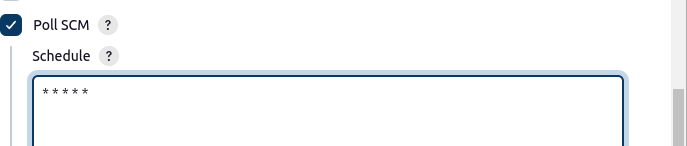 Poll SCM ?
Schedule ?
* * * * *